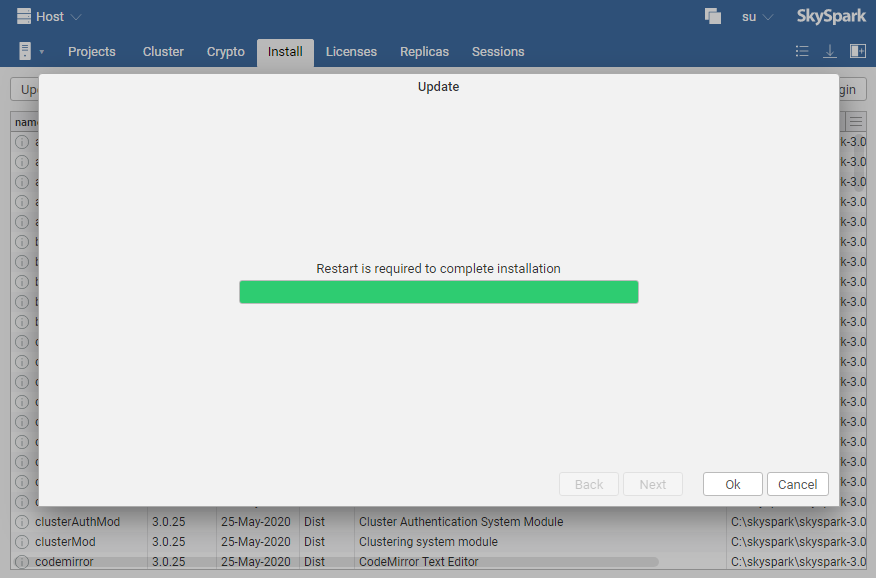 Host su SkySpark
Projects Cluster Crypto Install Licenses Replicas Sessions
Update
Restart is required to complete installation
Back Next Ok Cancel
clusterAuthMod 3.0.25 25-May-2020 Dist Cluster Authentication System Module C:\skyspark\skyspark-3.0
clusterMod 3.0.25 25-May-2020 Dist Clustering system module C:\skyspark\skyspark-3.0
codemirror 3.0.25 25-May-2020 Dist CodeMirror Text Editor C:\skyspark\skyspark-3.0